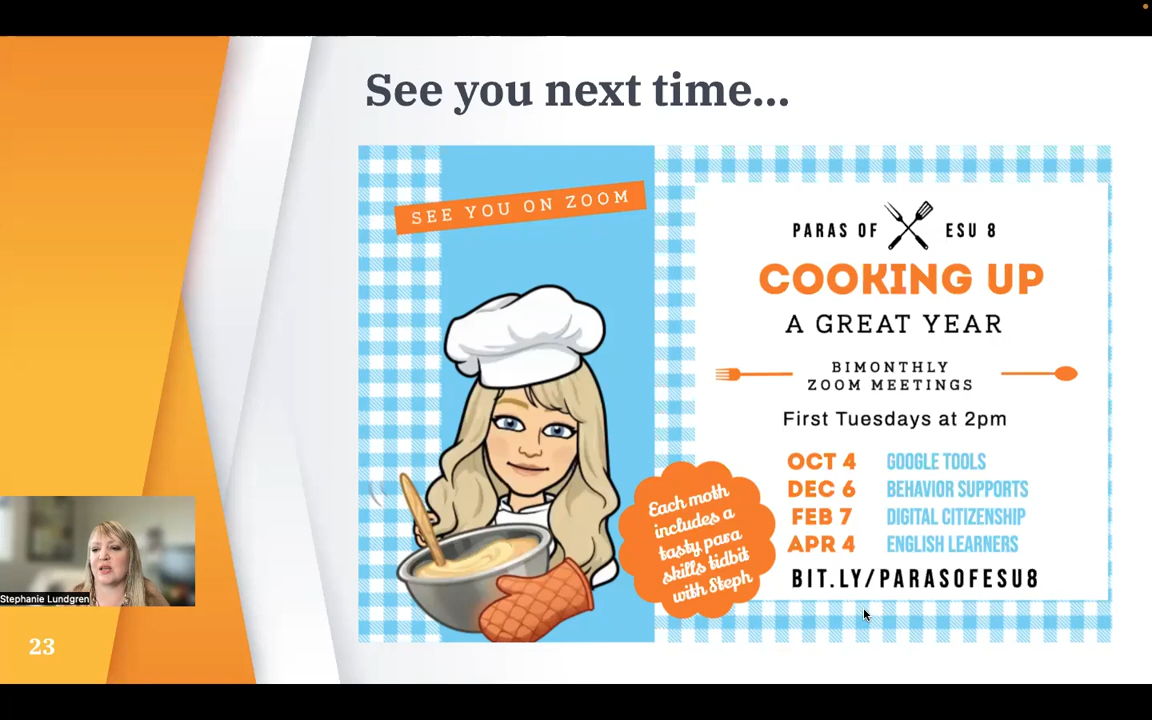 See you next time...
SEE YOU ON ZOOM
PARAS OF ESU 8
COOKING UP
A GREAT YEAR
BIMONTHLY
ZOOM MEETINGS
First Tuesdays at 2pm
OCT 4 GOOGLE TOOLS
DEC 6 BEHAVIOR SUPPORTS
FEB 7 DIGITAL CITIZENSHIP
APR 4 ENGLISH LEARNERS
BIT.LY/PARASOFESU8
Each moth
includes a
tasty para
skills tidbit
with Steph
Stephanie Lundgren
23